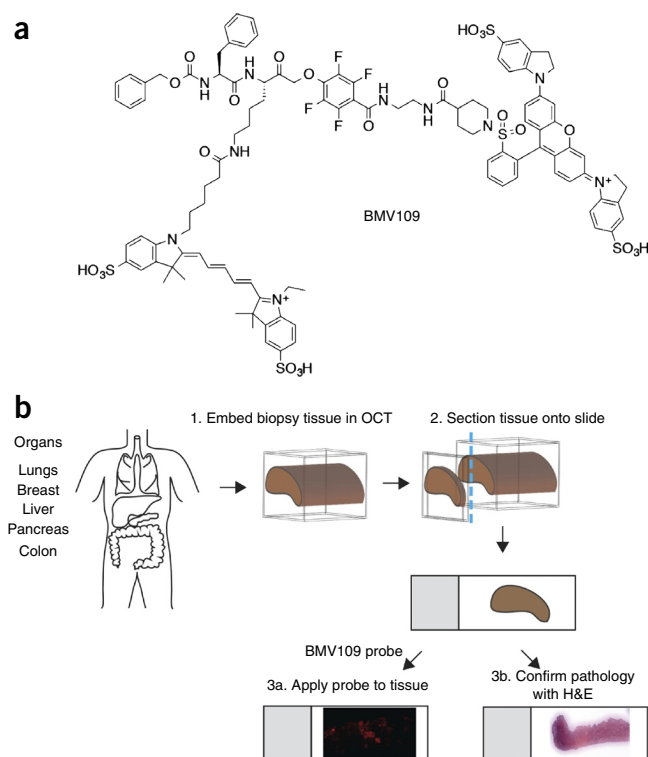 a
SO₃H
O
O
O
H
N
N
H
O
O
O
F
F
F
F
O
H
N
N
H
O
N
O
S
O
N
O
N+
SO₃H
O
NH
BMV109
N
HO₃S
N+
SO₃H
b
1. Embed biopsy tissue in OCT
2. Section tissue onto slide
Organs
Lungs
Breast
Liver
Pancreas
Colon
BMV109 probe
3a. Apply probe to tissue
3b. Confirm pathology
with H&E